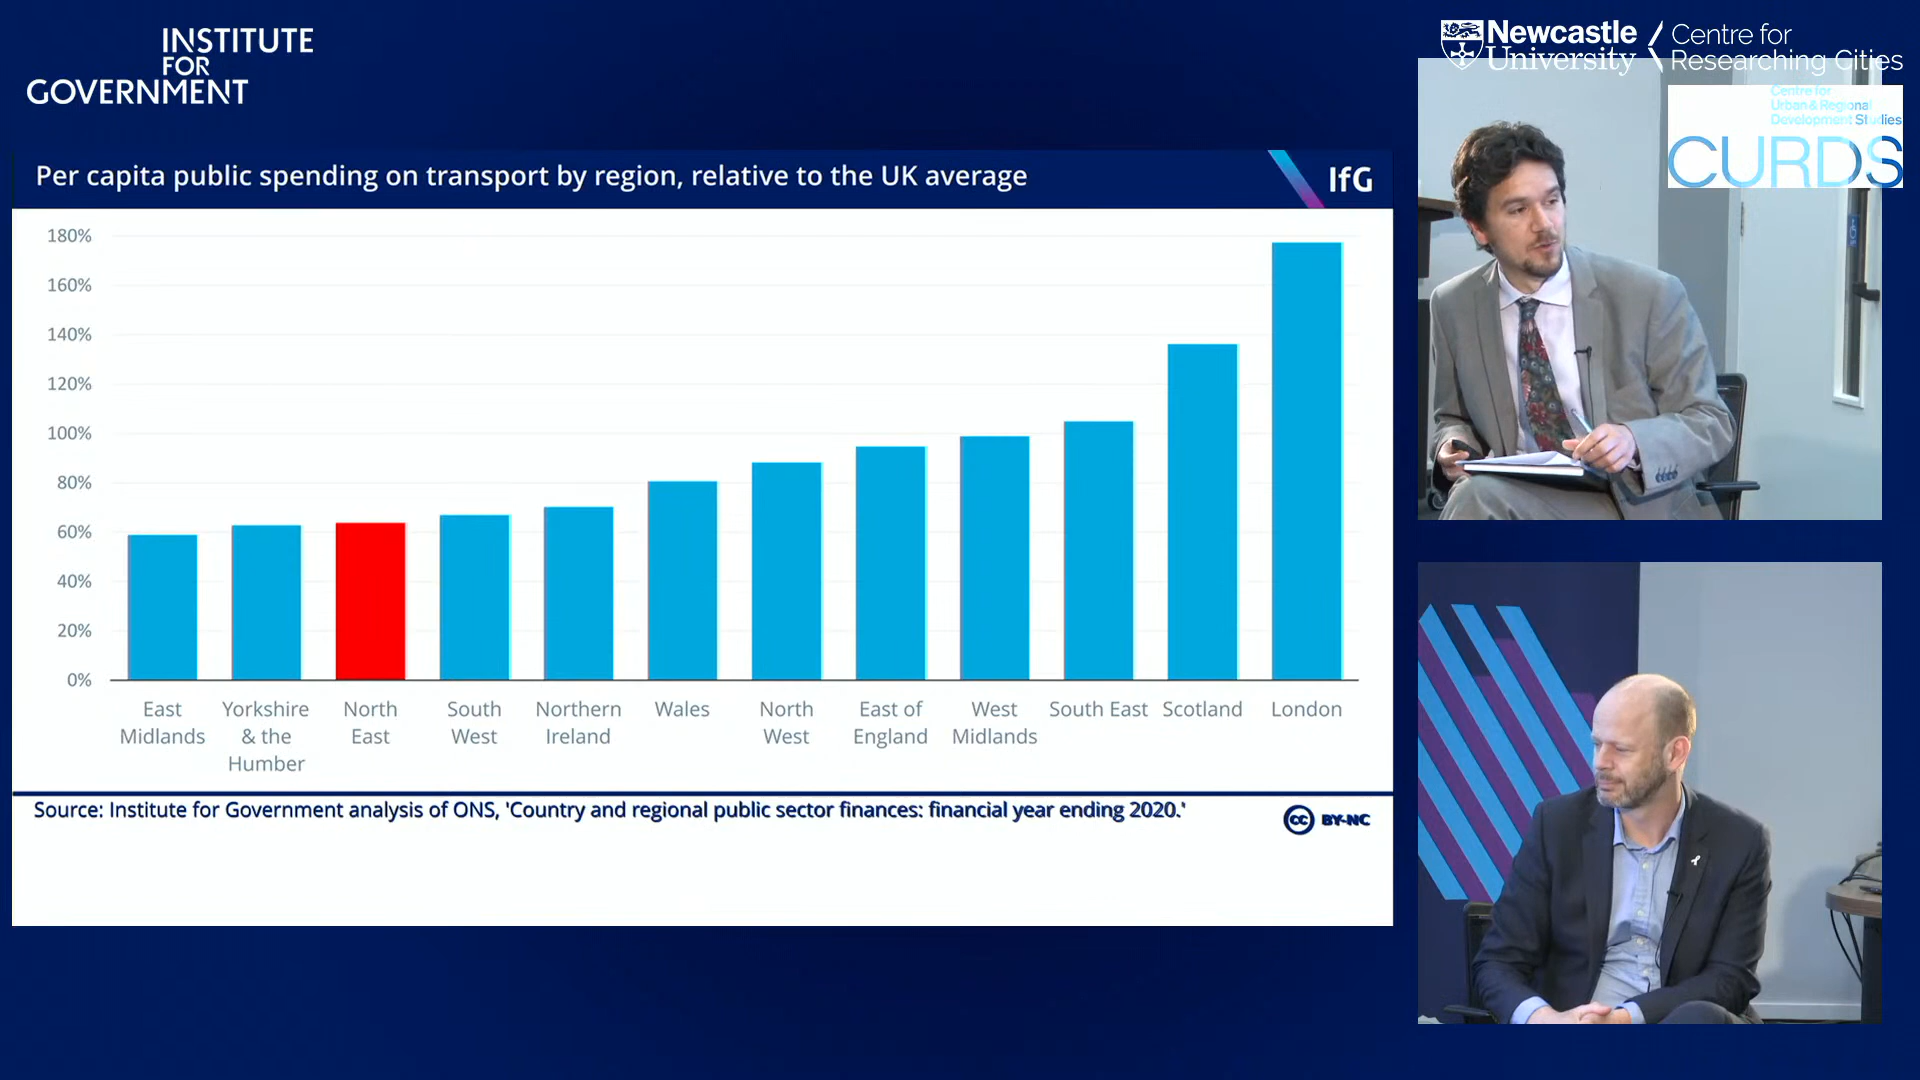 INSTITUTE
FOR
GOVERNMENT
Newcastle
University
Centre for
Researching Cities
Centre for
Urban & Regional
Development Studies
CURDS
Per capita public spending on transport by region, relative to the UK average
IfG
180%
160%
140%
120%
100%
80%
60%
40%
20%
0%
East
Midlands
Yorkshire
& the
Humber
North
East
South
West
Northern
Ireland
Wales
North
West
East of
England
West
Midlands
South East
Scotland
London
Source: Institute for Government analysis of ONS, 'Country and regional public sector finances: financial year ending 2020.'
cc BY-NC